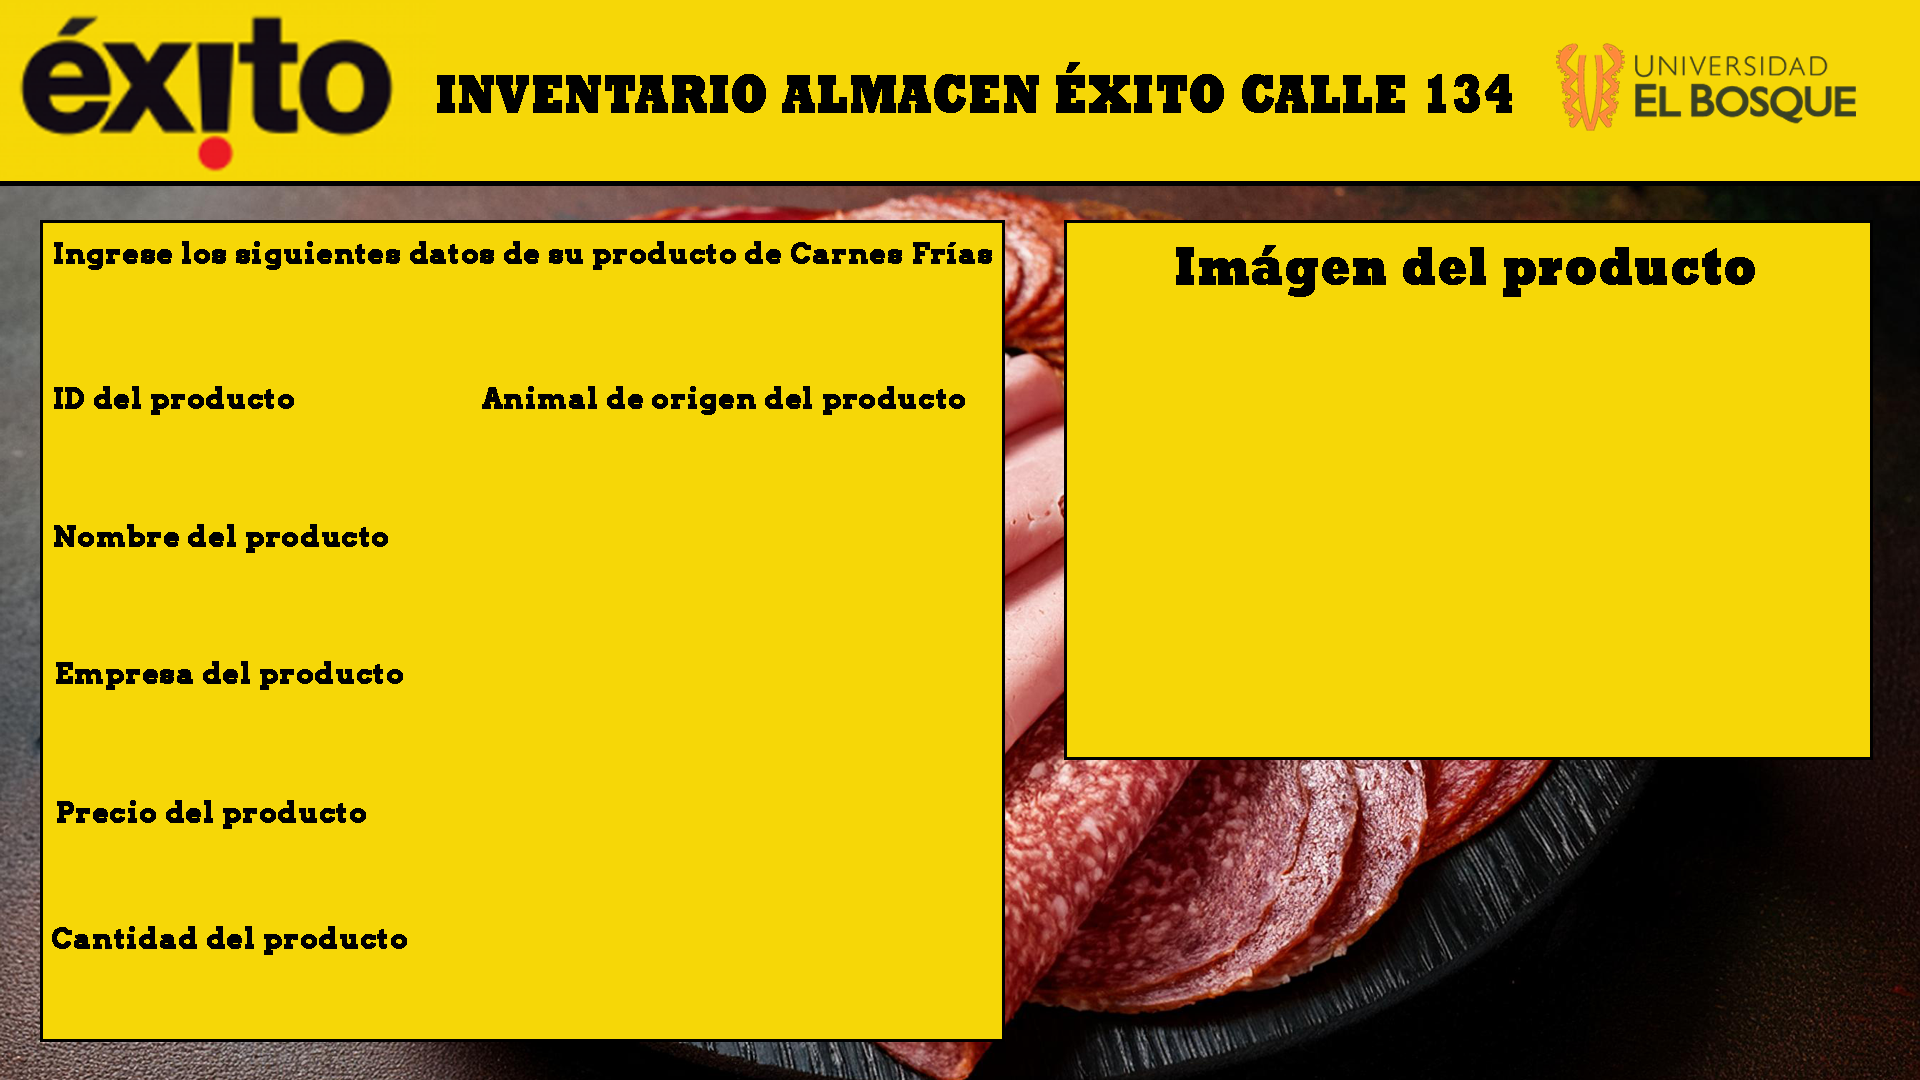 éxito
INVENTARIO ALMACEN ÉXITO CALLE 134
UNIVERSIDAD
EL BOSQUE
Ingrese los siguientes datos de su producto de Carnes Frías
ID del producto
Animal de origen del producto
Nombre del producto
Empresa del producto
Precio del producto
Cantidad del producto
Imágen del producto